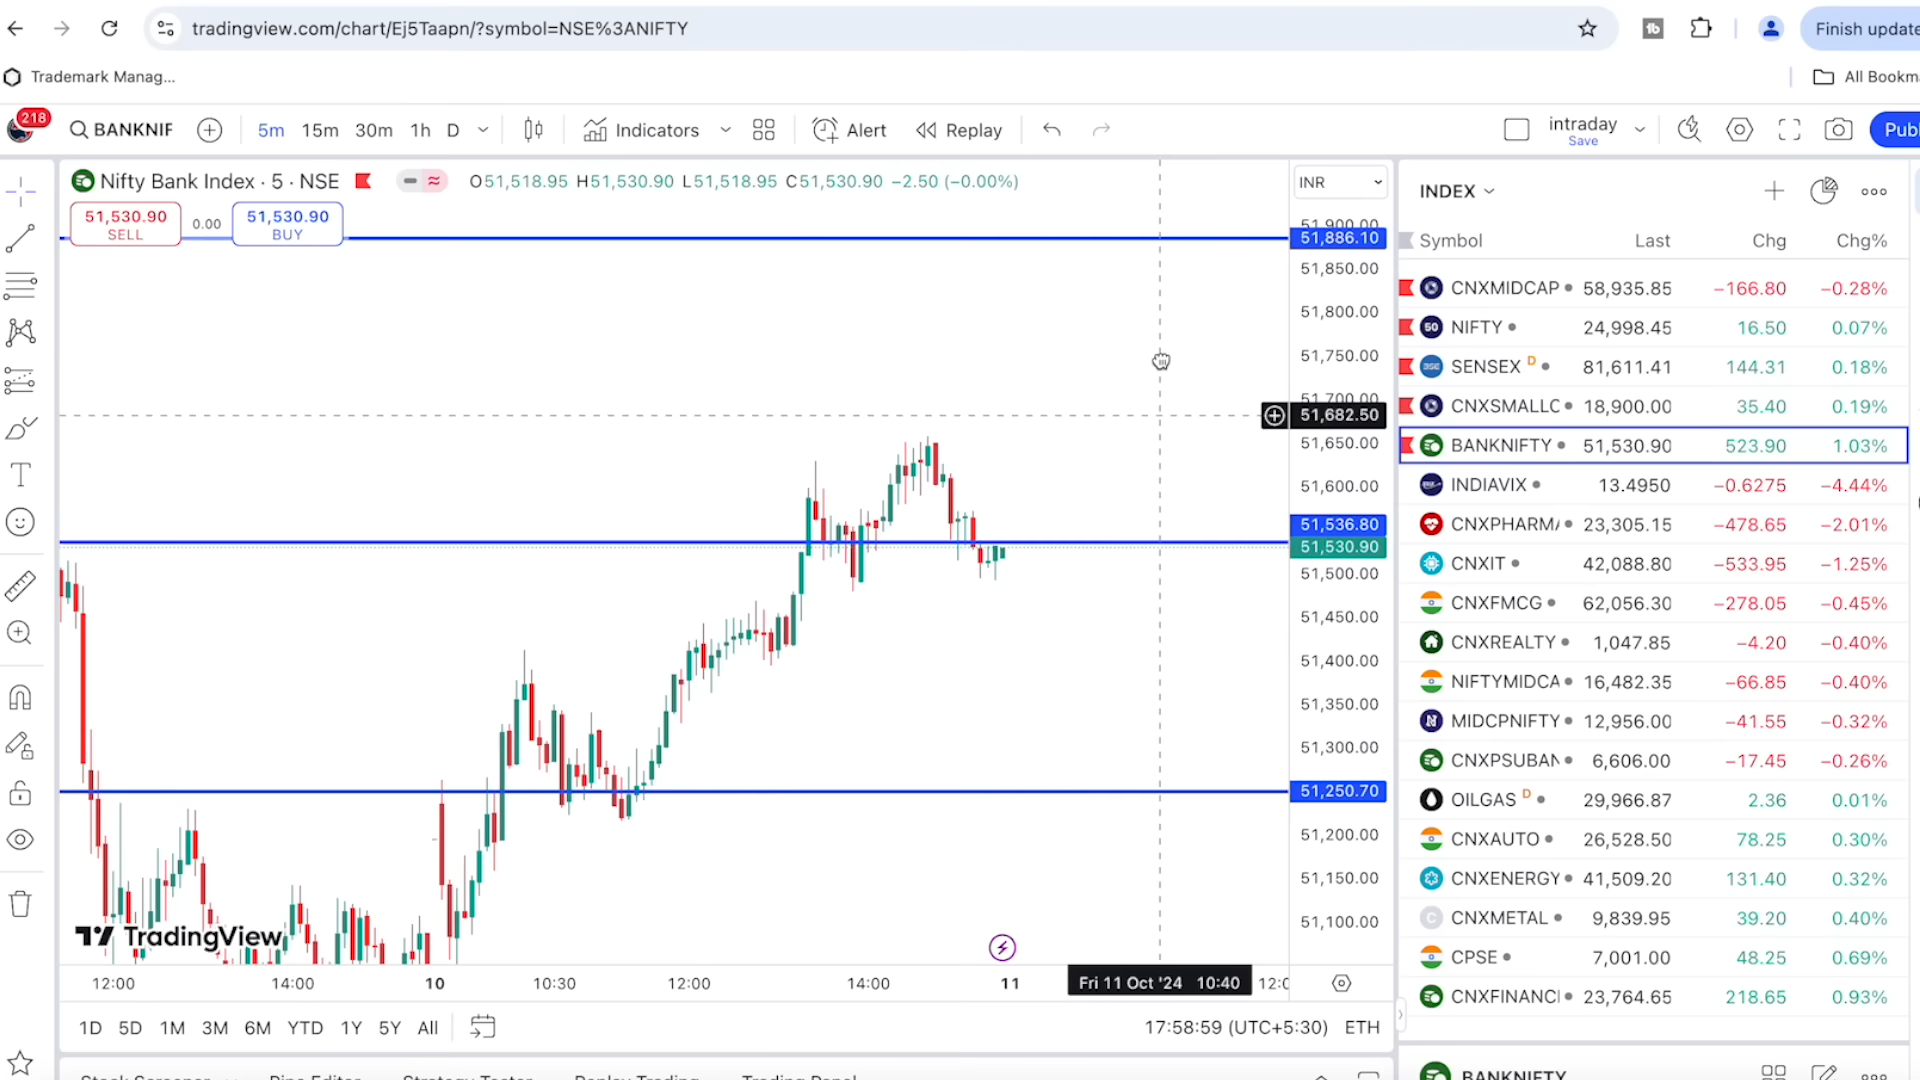 tradingview.com/chart/Ej5Taapn/?symbol=NSE%3ANIFTY
Finish update
Trademark Manag...
All Bookma
218
BANKNIF
5m 15m 30m 1h D
Indicators
Alert
Replay
intraday
Save
Publ
Nifty Bank Index · 5 · NSE
O51,518.95 H51,530.90 L51,518.95 C51,530.90 −2.50 (−0.00%)
INR
51,530.90
SELL
0.00
51,530.90
BUY
51,900.00
51,886.10
51,850.00
51,800.00
51,750.00
51,700.00
51,682.50
51,650.00
51,600.00
51,536.80
51,530.90
51,500.00
51,450.00
51,400.00
51,350.00
51,300.00
51,250.70
51,200.00
51,150.00
51,100.00
TradingView
12:00 14:00 10 10:30 12:00 14:00 11 Fri 11 Oct '24 10:40 12:0
1D 5D 1M 3M 6M YTD 1Y 5Y All
17:58:59 (UTC+5:30) ETH
Stock Screener Pine Editor Strategy Tester Replay Trading Trading Panel
INDEX
Symbol Last Chg Chg%
CNXMIDCAP 58,935.85 −166.80 −0.28%
50 NIFTY 24,998.45 16.50 0.07%
BSE SENSEX D 81,611.41 144.31 0.18%
CNXSMALLC 18,900.00 35.40 0.19%
BANKNIFTY 51,530.90 523.90 1.03%
INDIAVIX 13.4950 −0.6275 −4.44%
CNXPHARMA 23,305.15 −478.65 −2.01%
CNXIT 42,088.80 −533.95 −1.25%
CNXFMCG 62,056.30 −278.05 −0.45%
CNXREALTY 1,047.85 −4.20 −0.40%
NIFTYMIDCA 16,482.35 −66.85 −0.40%
MIDCPNIFTY 12,956.00 −41.55 −0.32%
CNXPSUBAN 6,606.00 −17.45 −0.26%
OILGAS D 29,966.87 2.36 0.01%
CNXAUTO 26,528.50 78.25 0.30%
CNXENERGY 41,509.20 131.40 0.32%
C CNXMETAL 9,839.95 39.20 0.40%
CPSE 7,001.00 48.25 0.69%
CNXFINANCI 23,764.65 218.65 0.93%
BANKNIFTY